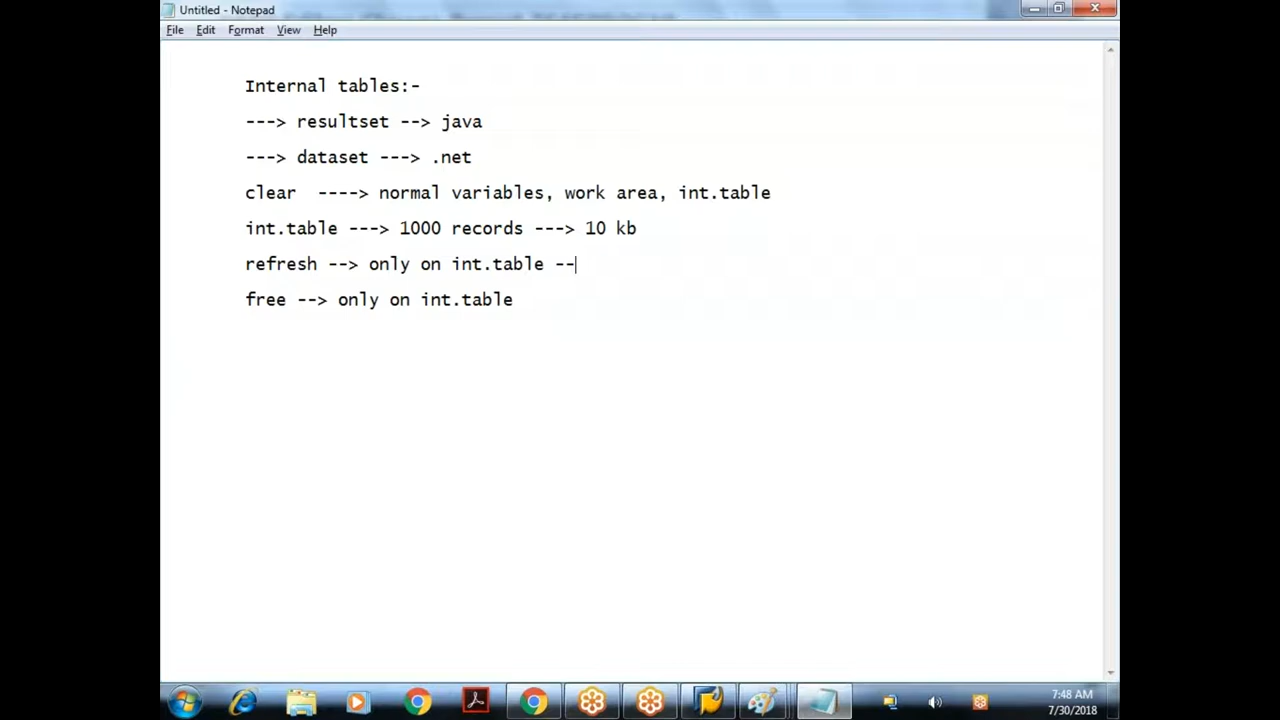 Untitled - Notepad
File Edit Format View Help
Internal tables:-
---> resultset --> java
---> dataset ---> .net
clear ----> normal variables, work area, int.table
int.table ---> 1000 records ---> 10 kb
refresh --> only on int.table --
free --> only on int.table
7:48 AM
7/30/2018